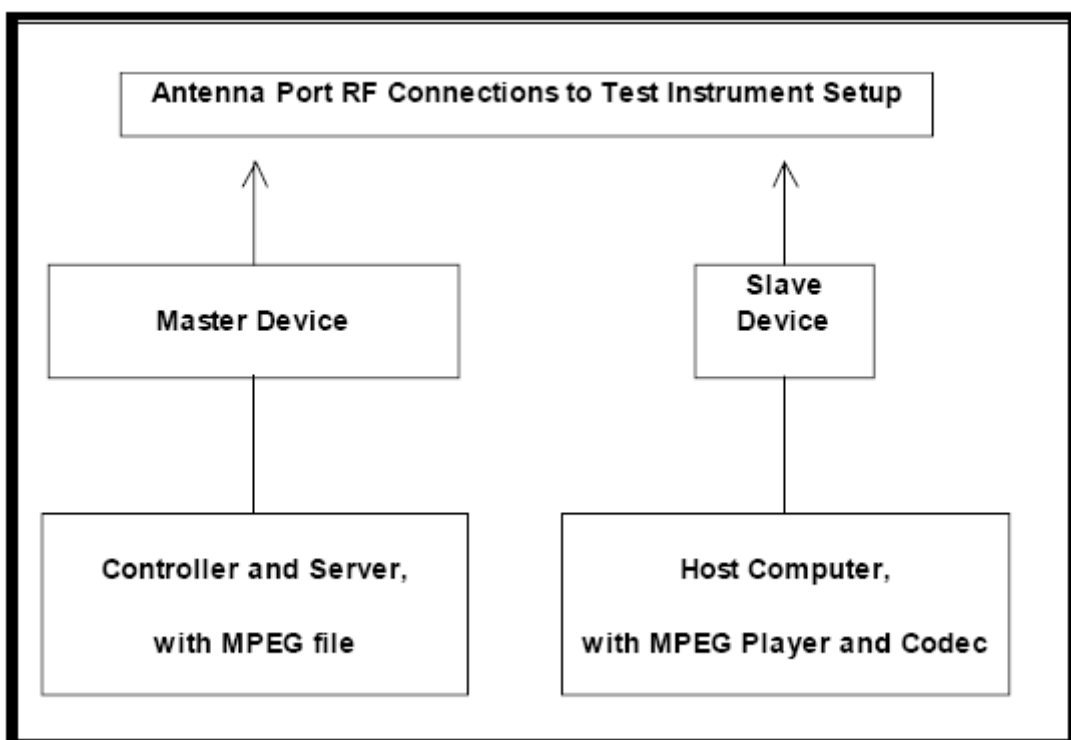 Antenna Port RF Connections to Test Instrument Setup
Master Device
Slave
Device
Controller and Server,
with MPEG file
Host Computer,
with MPEG Player and Codec